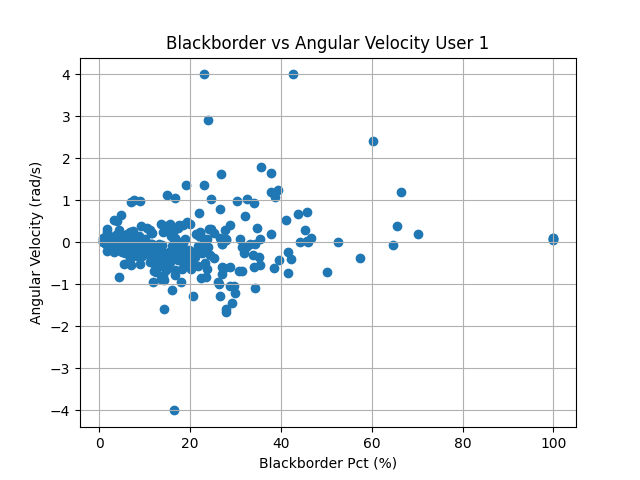 Blackborder vs Angular Velocity User 1
4
3
2
1
0
−1
−2
−3
−4
Angular Velocity (rad/s)
0 20 40 60 80 100
Blackborder Pct (%)